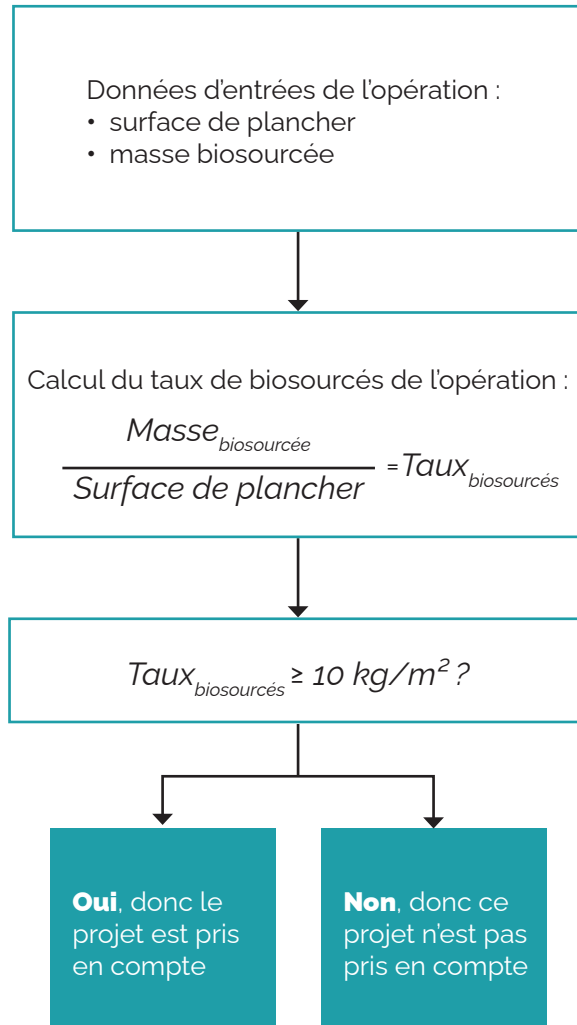 Données d'entrées de l'opération :
• surface de plancher
• masse biosourcée
Calcul du taux de biosourcés de l'opération :
Masse biosourcée
Surface de plancher = Taux biosourcés
Taux biosourcés ≥ 10 kg/m² ?
Oui, donc le
projet est pris
en compte
Non, donc ce
projet n'est pas
pris en compte